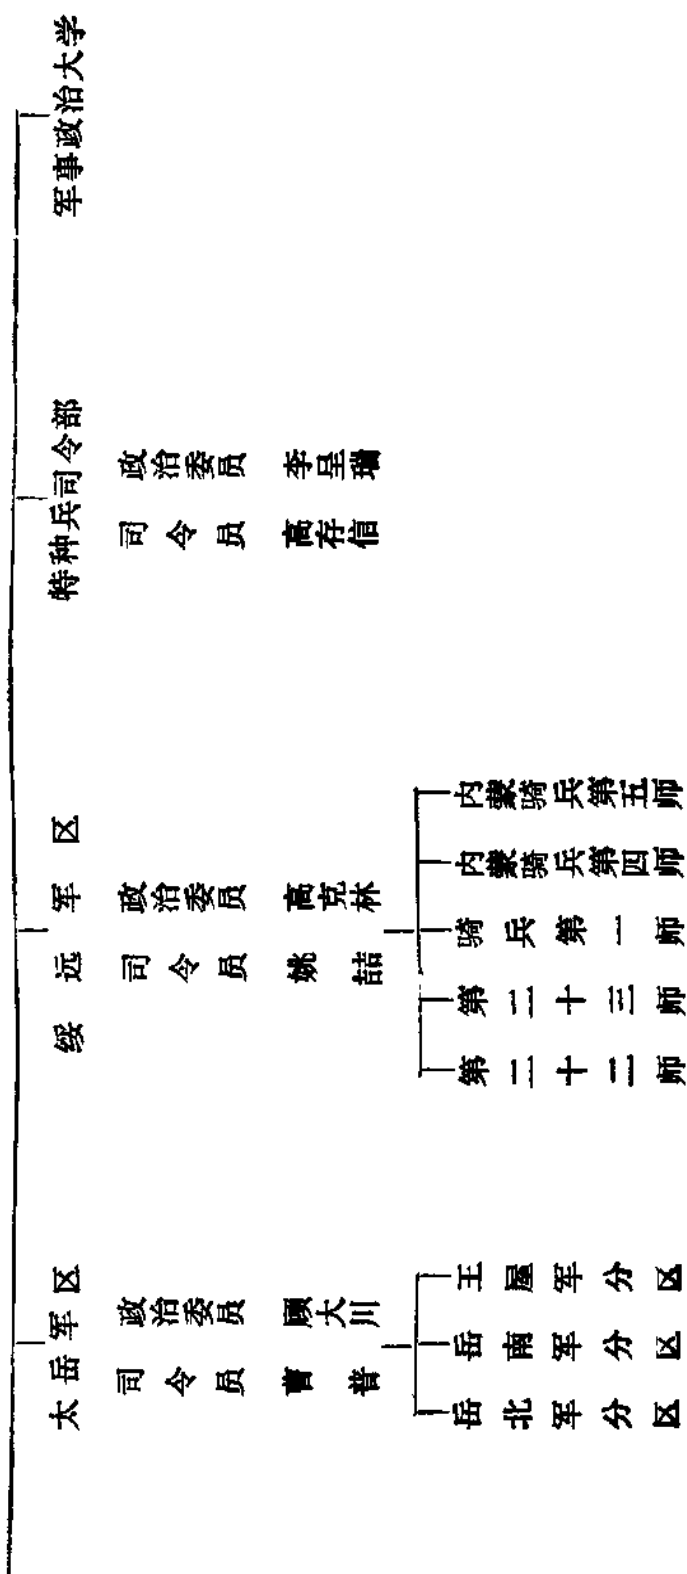 太岳军区
司令员 曹普
政治委员 顾大川
岳北军分区
岳南军分区
王屋军分区
绥远军区
司令员 姚喆
政治委员 高克林
第二十二师
第二十三师
骑兵第一师
内蒙骑兵第四师
内蒙骑兵第五师
特种兵司令部
司令员 高存信
政治委员 李呈瑞
军事政治大学